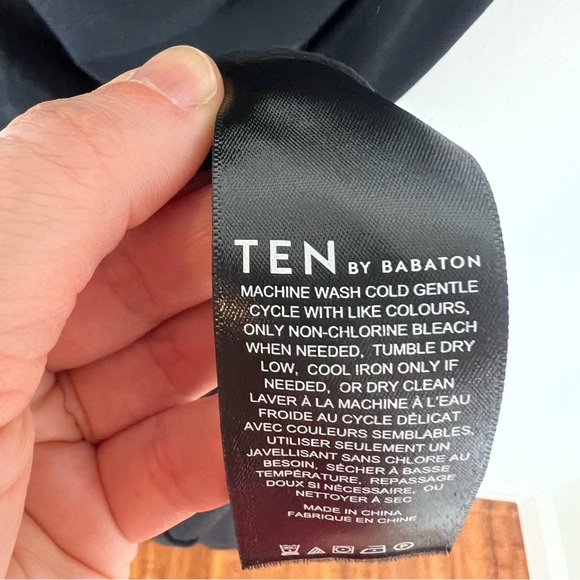 TEN BY BABATON
MACHINE WASH COLD GENTLE
CYCLE WITH LIKE COLOURS,
ONLY NON-CHLORINE BLEACH
WHEN NEEDED, TUMBLE DRY
LOW, COOL IRON ONLY IF
NEEDED, OR DRY CLEAN
LAVER À LA MACHINE À L'EAU
FROIDE AU CYCLE DÉLICAT
AVEC COULEURS SEMBLABLES,
UTILISER SEULEMENT UN
JAVELLISANT SANS CHLORE AU
BESOIN, SÉCHER À BASSE
TEMPÉRATURE, REPASSAGE
DOUX SI NÉCESSAIRE, OU
NETTOYER À SEC
MADE IN CHINA
FABRIQUÉ EN CHINE